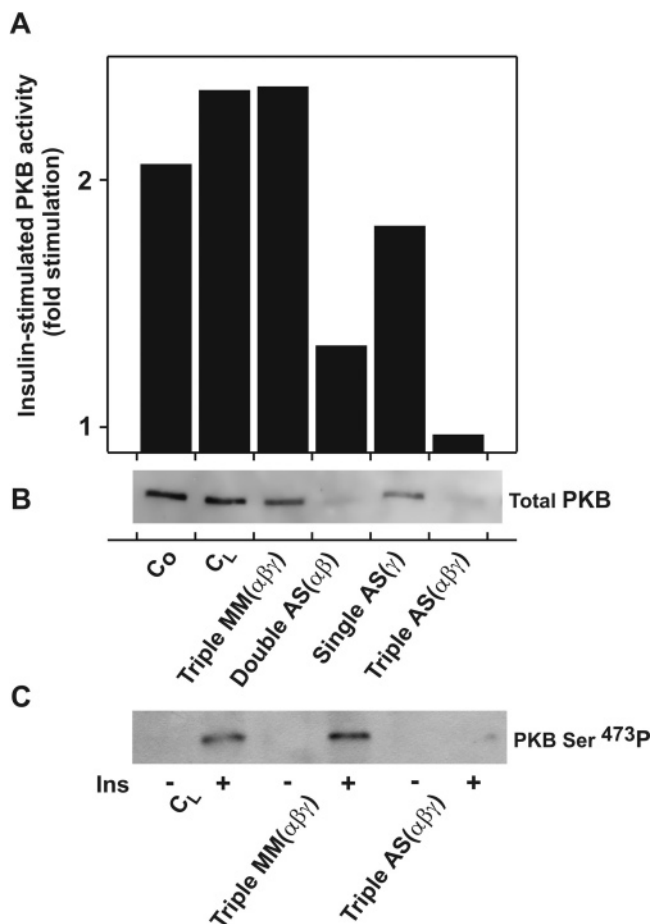 A
Insulin-stimulated PKB activity
(fold stimulation)
2
1
B
Total PKB
Co
CL
Triple MM(αβγ)
Double AS(αβ)
Single AS(γ)
Triple AS(αβγ)
C
PKB Ser 473P
Ins - + - + - +
CL
Triple MM(αβγ)
Triple AS(αβγ)